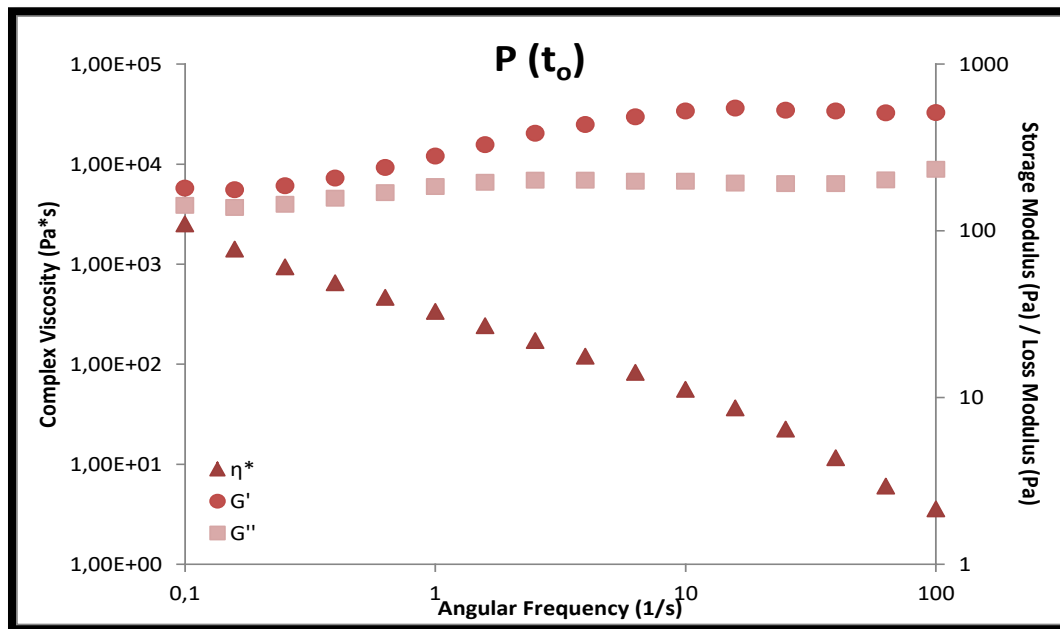 P (to)
1,00E+05
1,00E+04
1,00E+03
1,00E+02
1,00E+01
1,00E+00
Complex Viscosity (Pa*s)
η*
G'
G''
0,1
1
10
100
Angular Frequency (1/s)
1000
100
10
1
Storage Modulus (Pa) / Loss Modulus (Pa)